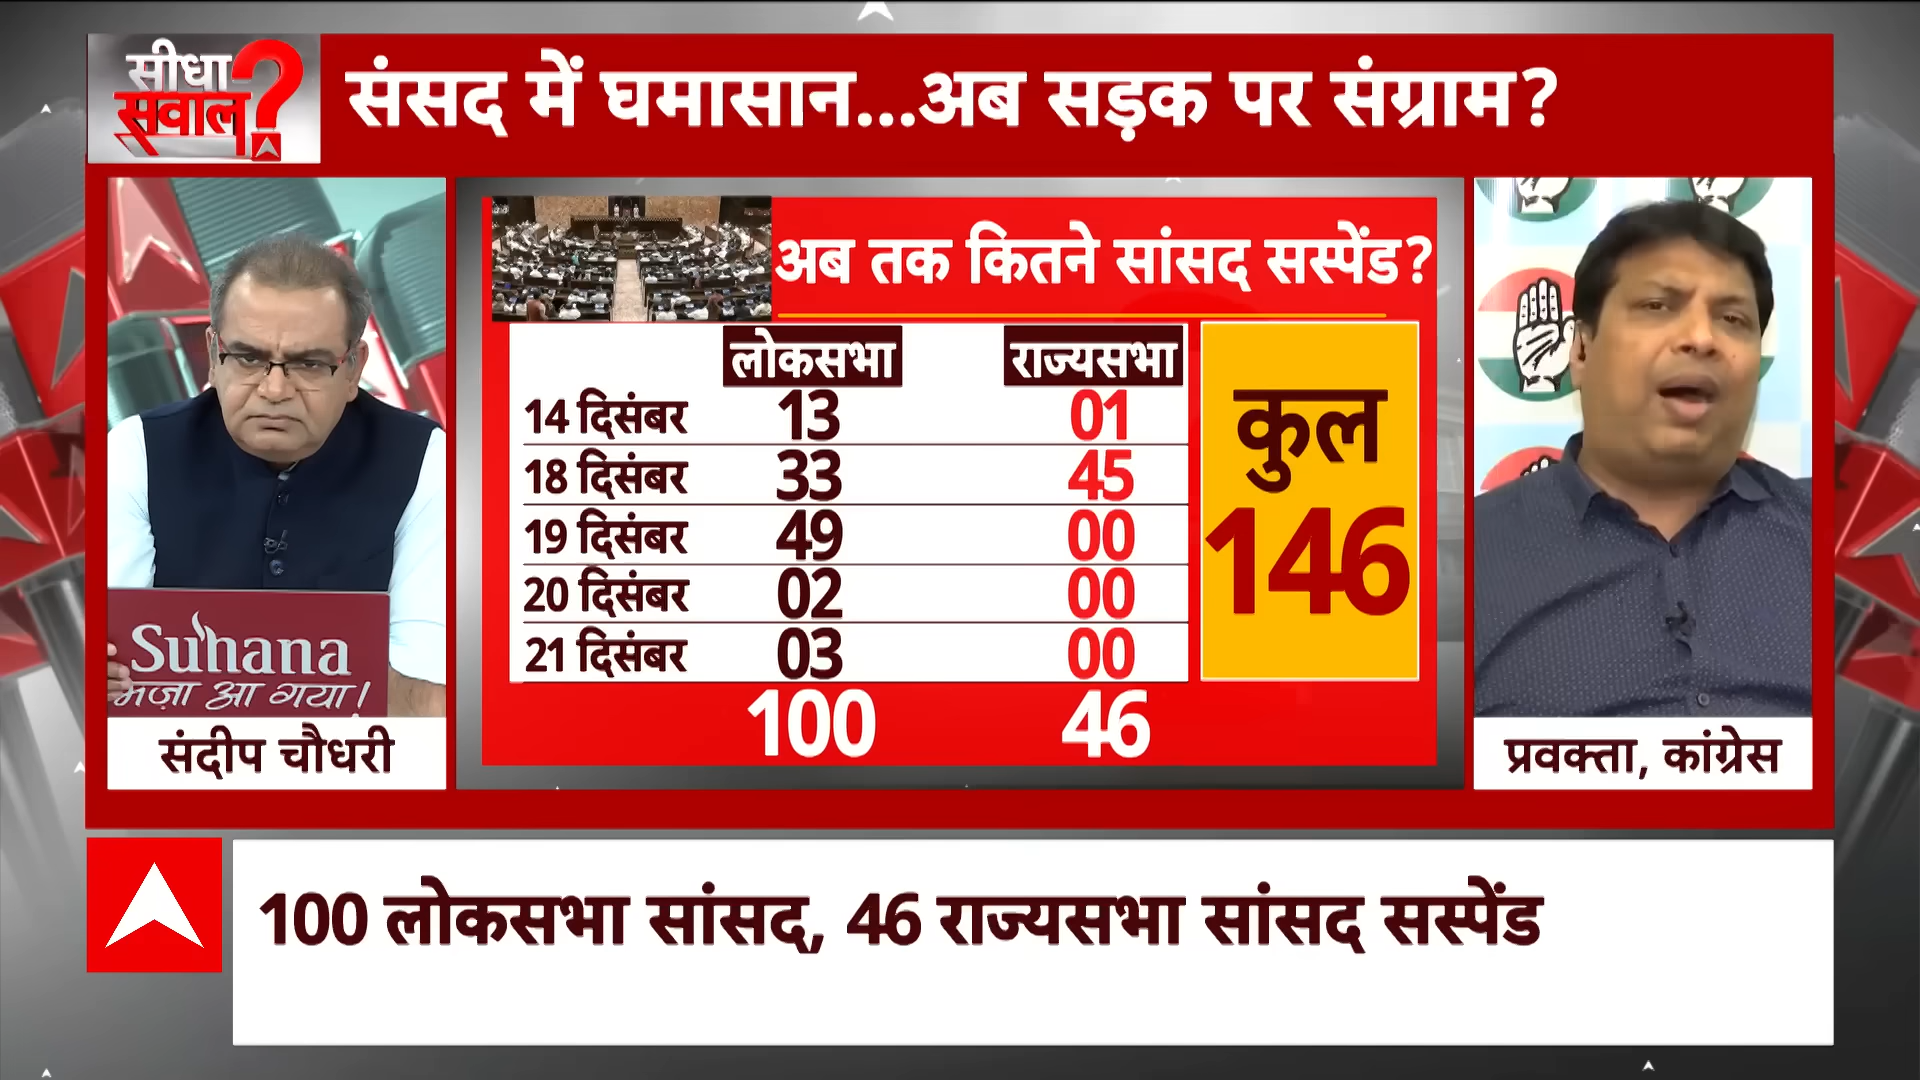 सीधा
सवाल?
संसद में घमासान...अब सड़क पर संग्राम?
अब तक कितने सांसद सस्पेंड?
लोकसभा राज्यसभा
14 दिसंबर 13 01
18 दिसंबर 33 45
19 दिसंबर 49 00
20 दिसंबर 02 00
21 दिसंबर 03 00
100 46
कुल
146
Suhana
मज़ा आ गया!
संदीप चौधरी
प्रवक्ता, कांग्रेस
100 लोकसभा सांसद, 46 राज्यसभा सांसद सस्पेंड